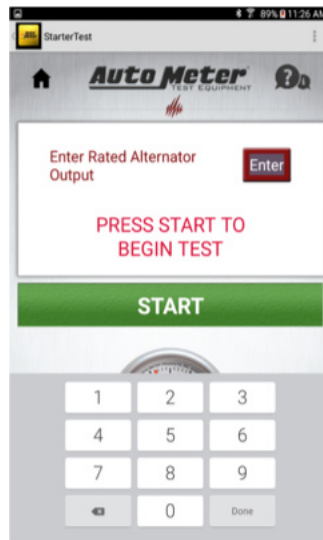 89% 11:26 AM
StarterTest
Auto Meter
TEST EQUIPMENT
Enter Rated Alternator
Output
Enter
PRESS START TO
BEGIN TEST
START
1 2 3
4 5 6
7 8 9
0 Done